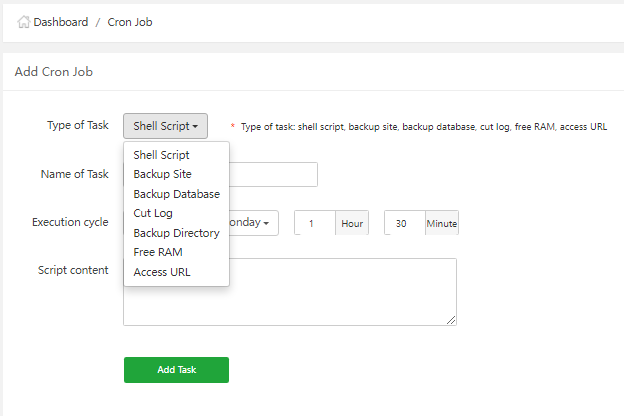 Dashboard / Cron Job
Add Cron Job
Type of Task
Shell Script
* Type of task: shell script, backup site, backup database, cut log, free RAM, access URL
Shell Script
Backup Site
Backup Database
Cut Log
Backup Directory
Free RAM
Access URL
Name of Task
Execution cycle
1 Hour
30 Minute
Script content
Add Task